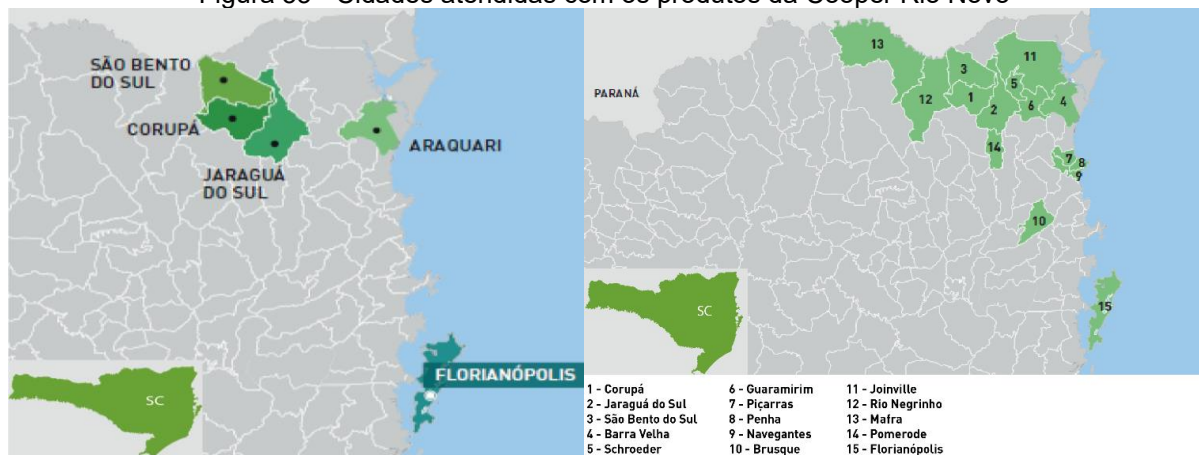 Figura 30 - Cidades atendidas com os produtos da Cooper Rio Novo
SÃO BENTO
DO SUL
CORUPÁ
JARAGUÁ
DO SUL
ARAQUARI
FLORIANÓPOLIS
SC
PARANÁ
13
11
3
5
12
1
2
6
4
14
7
8
9
10
15
SC
1 - Corupá
2 - Jaraguá do Sul
3 - São Bento do Sul
4 - Barra Velha
5 - Schroeder
6 - Guaramirim
7 - Piçarras
8 - Penha
9 - Navegantes
10 - Brusque
11 - Joinville
12 - Rio Negrinho
13 - Mafra
14 - Pomerode
15 - Florianópolis